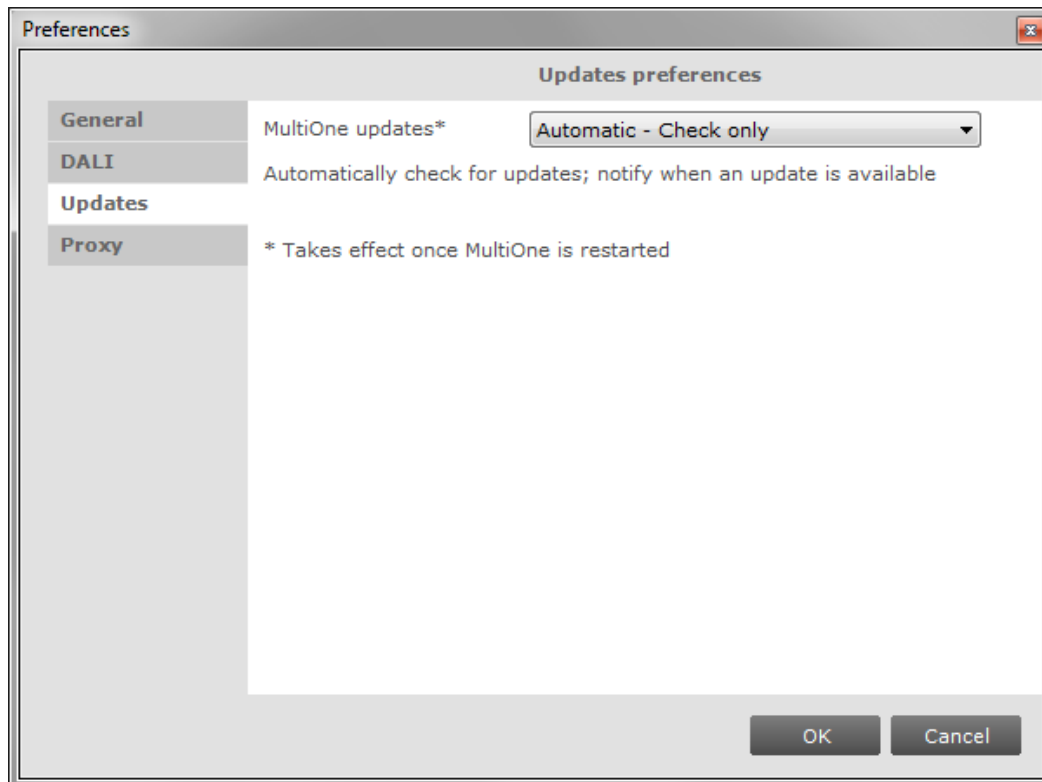 Preferences
Updates preferences
General
DALI
Updates
Proxy
MultiOne updates* Automatic - Check only
Automatically check for updates; notify when an update is available
* Takes effect once MultiOne is restarted
OK Cancel